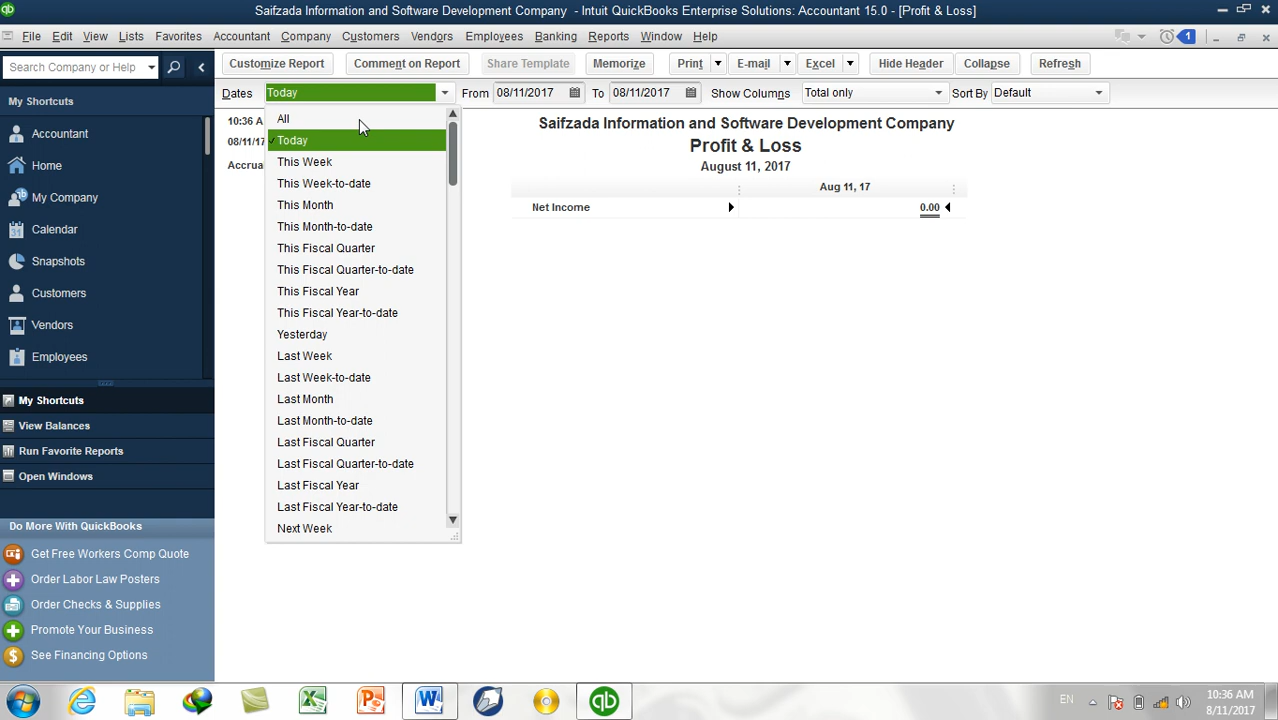 Saifzada Information and Software Development Company - Intuit QuickBooks Enterprise Solutions: Accountant 15.0 - [Profit & Loss]
File Edit View Lists Favorites Accountant Company Customers Vendors Employees Banking Reports Window Help
1
Search Company or Help
Customize Report Comment on Report Share Template Memorize Print E-mail Excel Hide Header Collapse Refresh
Dates Today From 08/11/2017 To 08/11/2017 Show Columns Total only Sort By Default
My Shortcuts
Accountant
Home
My Company
Calendar
Snapshots
Customers
Vendors
Employees
My Shortcuts
View Balances
Run Favorite Reports
Open Windows
Do More With QuickBooks
Get Free Workers Comp Quote
Order Labor Law Posters
Order Checks & Supplies
Promote Your Business
See Financing Options
10:36 A
08/11/17
Accrua
All
Today
This Week
This Week-to-date
This Month
This Month-to-date
This Fiscal Quarter
This Fiscal Quarter-to-date
This Fiscal Year
This Fiscal Year-to-date
Yesterday
Last Week
Last Week-to-date
Last Month
Last Month-to-date
Last Fiscal Quarter
Last Fiscal Quarter-to-date
Last Fiscal Year
Last Fiscal Year-to-date
Next Week
Saifzada Information and Software Development Company
Profit & Loss
August 11, 2017
Aug 11, 17
Net Income 0.00
EN
10:36 AM
8/11/2017